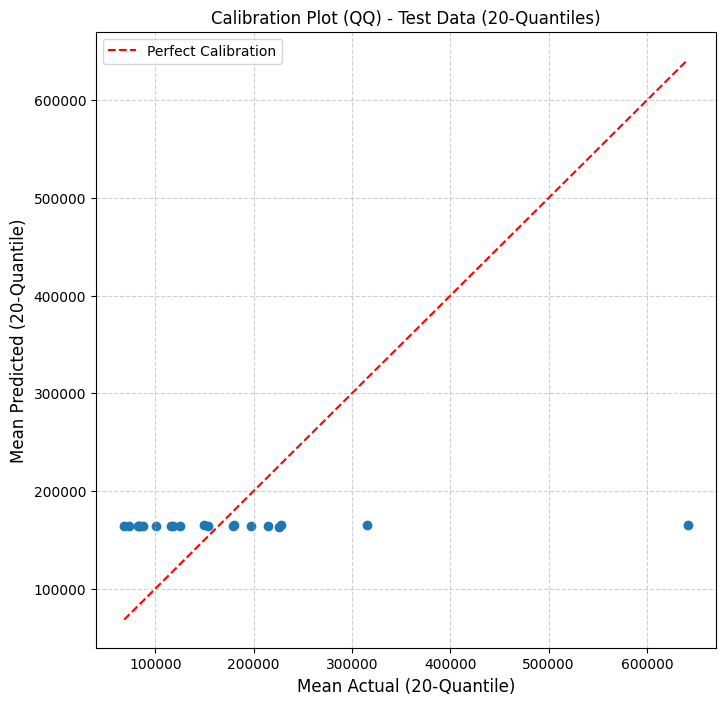 Calibration Plot (QQ) - Test Data (20-Quantiles)
Perfect Calibration
Mean Predicted (20-Quantile)
600000
500000
400000
300000
200000
100000
100000 200000 300000 400000 500000 600000
Mean Actual (20-Quantile)